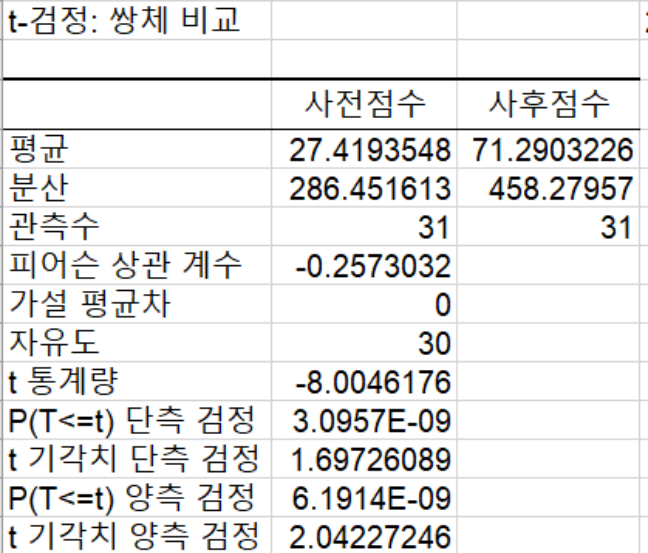 t-검정: 쌍체 비교
사전점수 사후점수
평균 27.4193548 71.2903226
분산 286.451613 458.27957
관측수 31 31
피어슨 상관 계수 -0.2573032
가설 평균차 0
자유도 30
t 통계량 -8.0046176
P(T<=t) 단측 검정 3.0957E-09
t 기각치 단측 검정 1.69726089
P(T<=t) 양측 검정 6.1914E-09
t 기각치 양측 검정 2.04227246